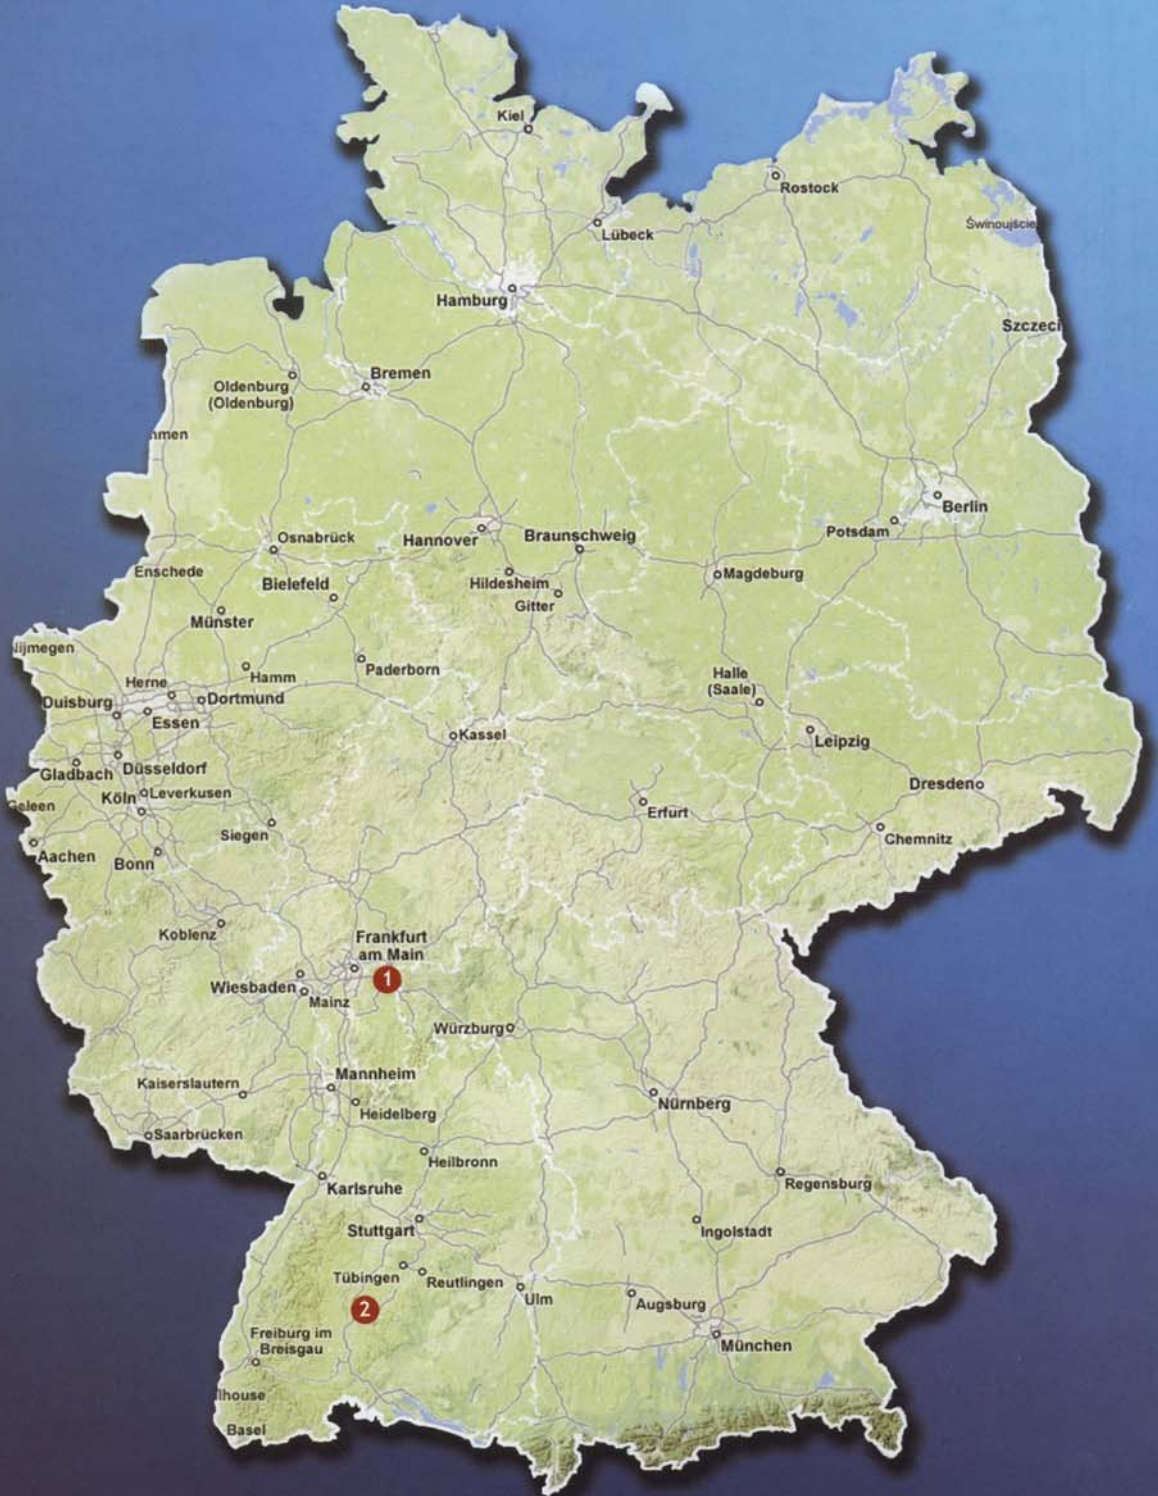 Kiel
Rostock
Świnoujście
Lübeck
Hamburg
Szczeci
Bremen
Oldenburg
(Oldenburg)
nmen
Berlin
Potsdam
Osnabrück
Hannover
Braunschweig
Enschede
Bielefeld
Hildesheim
Magdeburg
Gitter
Münster
lijmegen
Paderborn
Hamm
Halle
(Saale)
Herne
Duisburg
Dortmund
Essen
Kassel
Leipzig
Gladbach
Düsseldorf
Dresden
Köln
Leverkusen
Geleen
Erfurt
Siegen
Chemnitz
Aachen
Bonn
Koblenz
Frankfurt
am Main
1
Wiesbaden
Mainz
Würzburg
Mannheim
Kaiserslautern
Nürnberg
Heidelberg
Saarbrücken
Heilbronn
Karlsruhe
Regensburg
Stuttgart
Ingolstadt
Tübingen
Reutlingen
Ulm
Augsburg
2
Freiburg im
Breisgau
München
lhouse
Basel